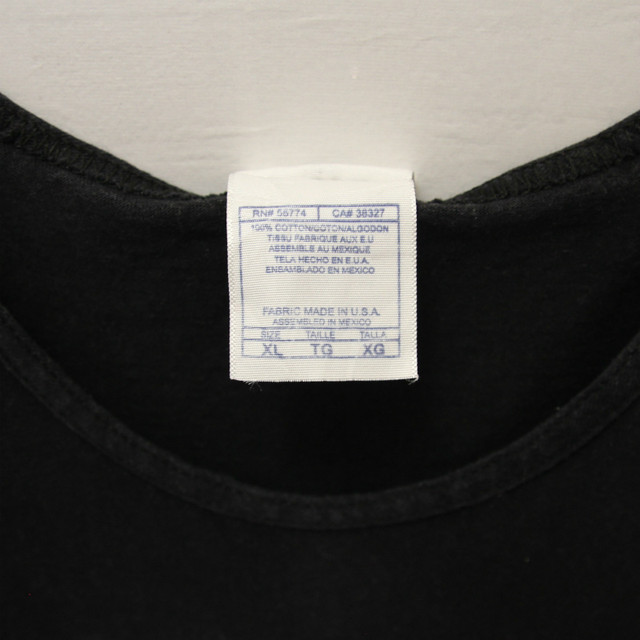 RN# 56774 CA# 38327
100% COTTON/COTON/ALGODON
TISSU FABRIQUE AUX E.U
ASSEMBLE AU MEXIQUE
TELA HECHO EN E.U.A.
ENSAMBLADO EN MEXICO
FABRIC MADE IN U.S.A.
ASSEMBLED IN MEXICO
SIZE TAILLE TALLA
XL TG XG